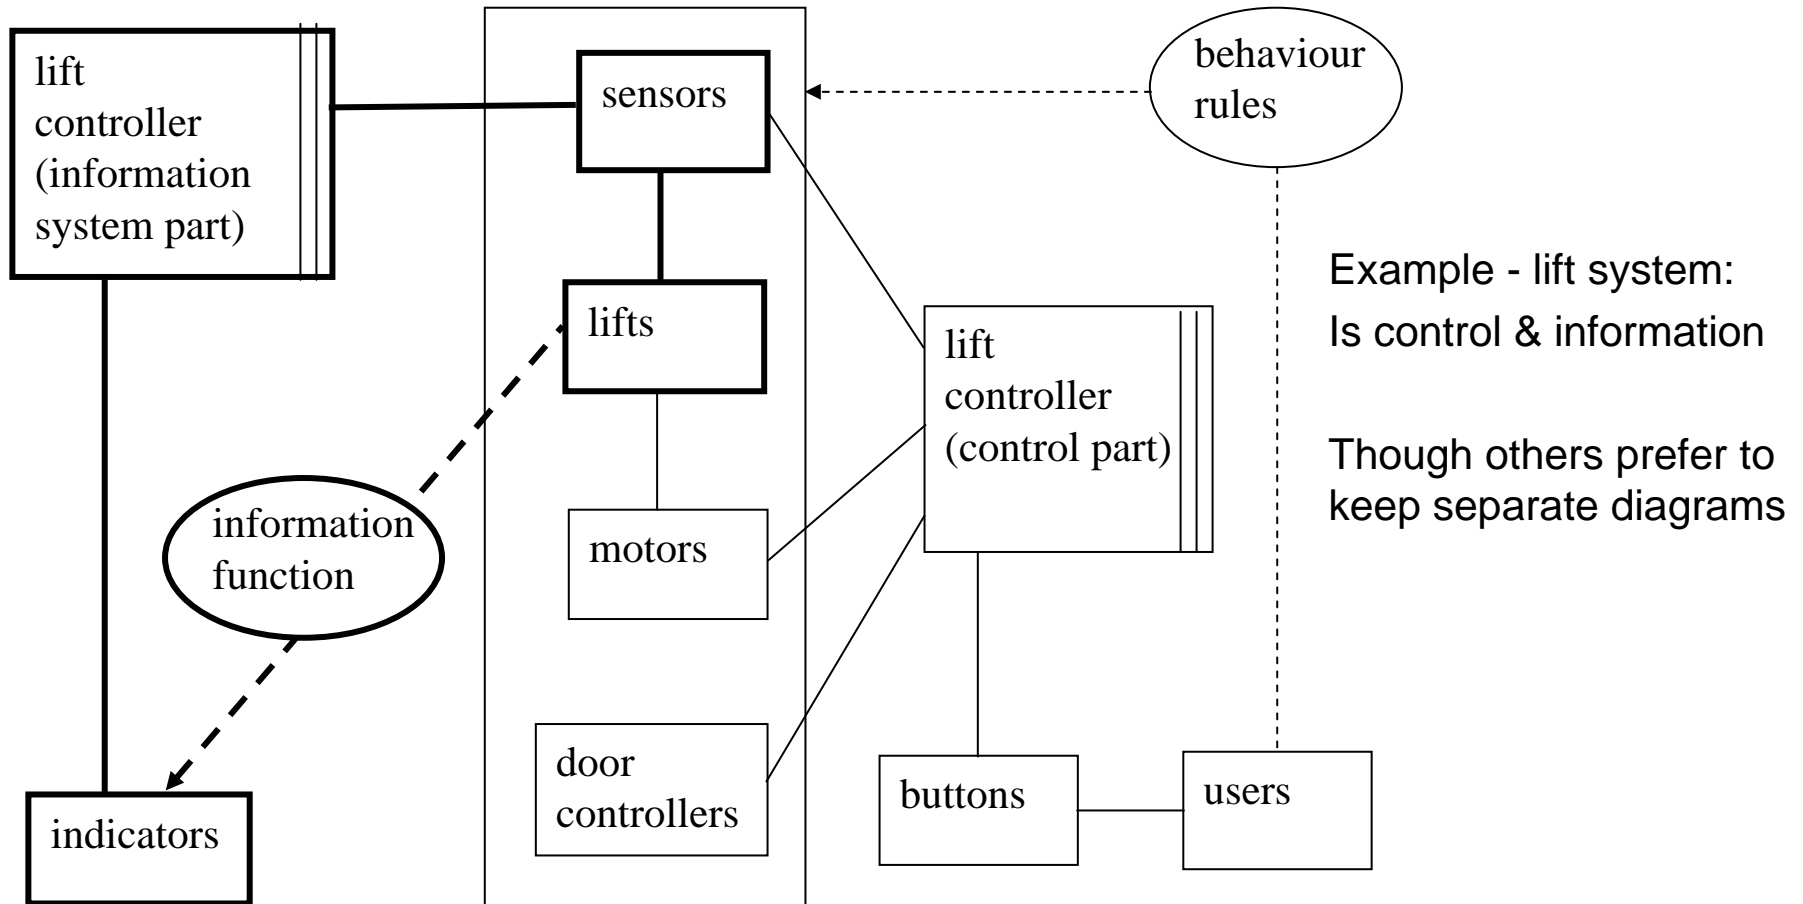 lift
controller
(information
system part)
sensors
behaviour
rules
lifts
lift
controller
(control part)
Example - lift system:
Is control & information
Though others prefer to
keep separate diagrams
information
function
motors
door
controllers
buttons
users
indicators